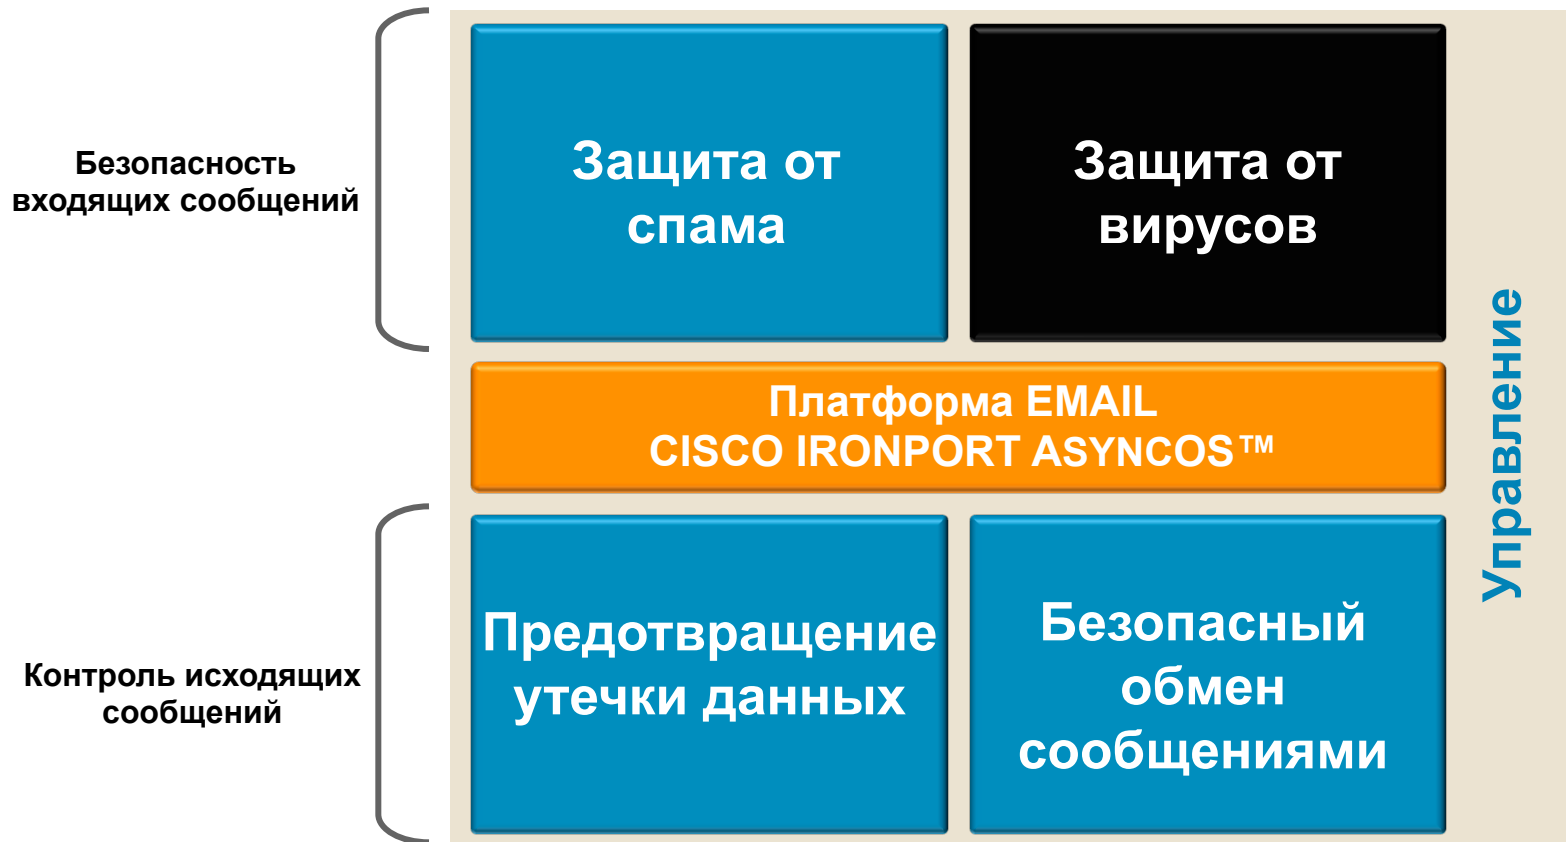 Безопасность
входящих сообщений
Защита от
спама
Защита от
вирусов
Платформа EMAIL
CISCO IRONPORT ASYNCOS™
Контроль исходящих
сообщений
Предотвращение
утечки данных
Безопасный
обмен
сообщениями
Управление